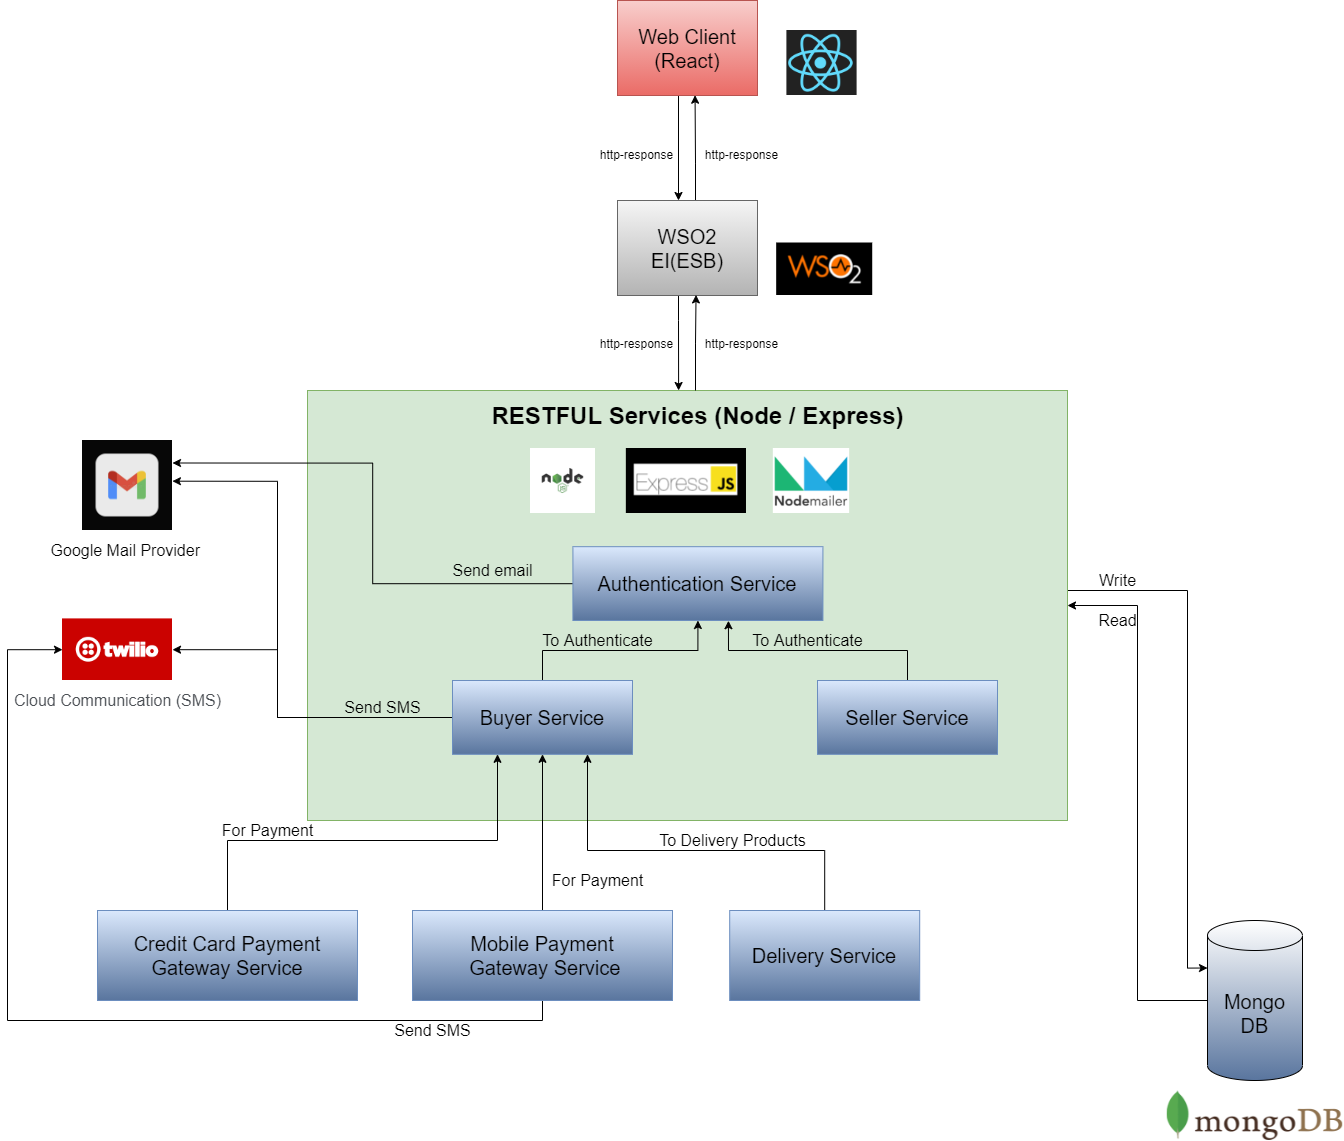 Web Client
(React)
http-response
http-response
WSO2
EI(ESB)
WSO2
http-response
http-response
RESTFUL Services (Node / Express)
node
JS
Express JS
Nodemailer
Google Mail Provider
Send email
Authentication Service
Write
Read
To Authenticate
To Authenticate
twilio
Cloud Communication (SMS)
Send SMS
Buyer Service
Seller Service
For Payment
To Delivery Products
For Payment
Credit Card Payment
Gateway Service
Mobile Payment
Gateway Service
Delivery Service
Send SMS
Mongo
DB
mongoDB